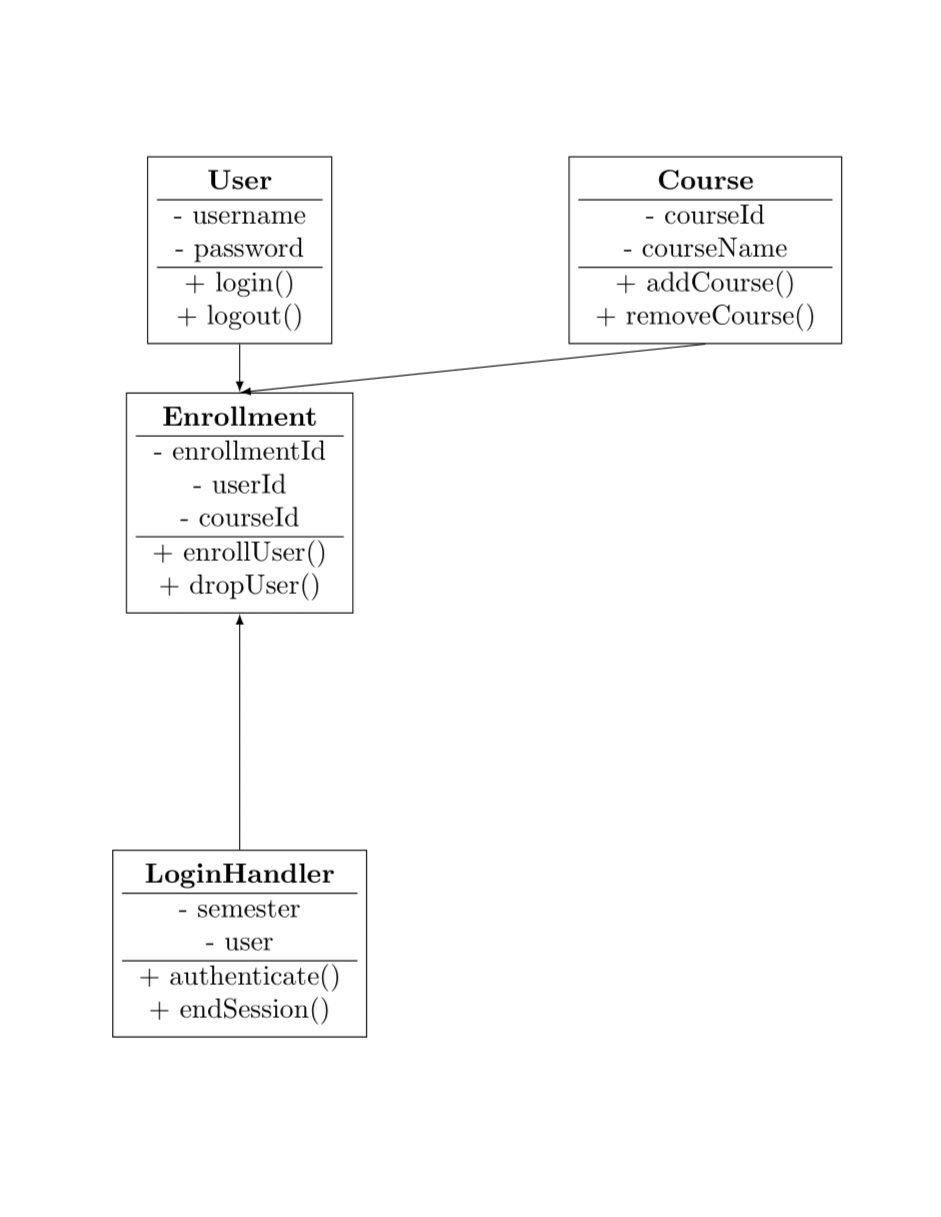 User
- username
- password
+ login()
+ logout()
Course
- courseId
- courseName
+ addCourse()
+ removeCourse()
Enrollment
- enrollmentId
- userId
- courseId
+ enrollUser()
+ dropUser()
LoginHandler
- semester
- user
+ authenticate()
+ endSession()